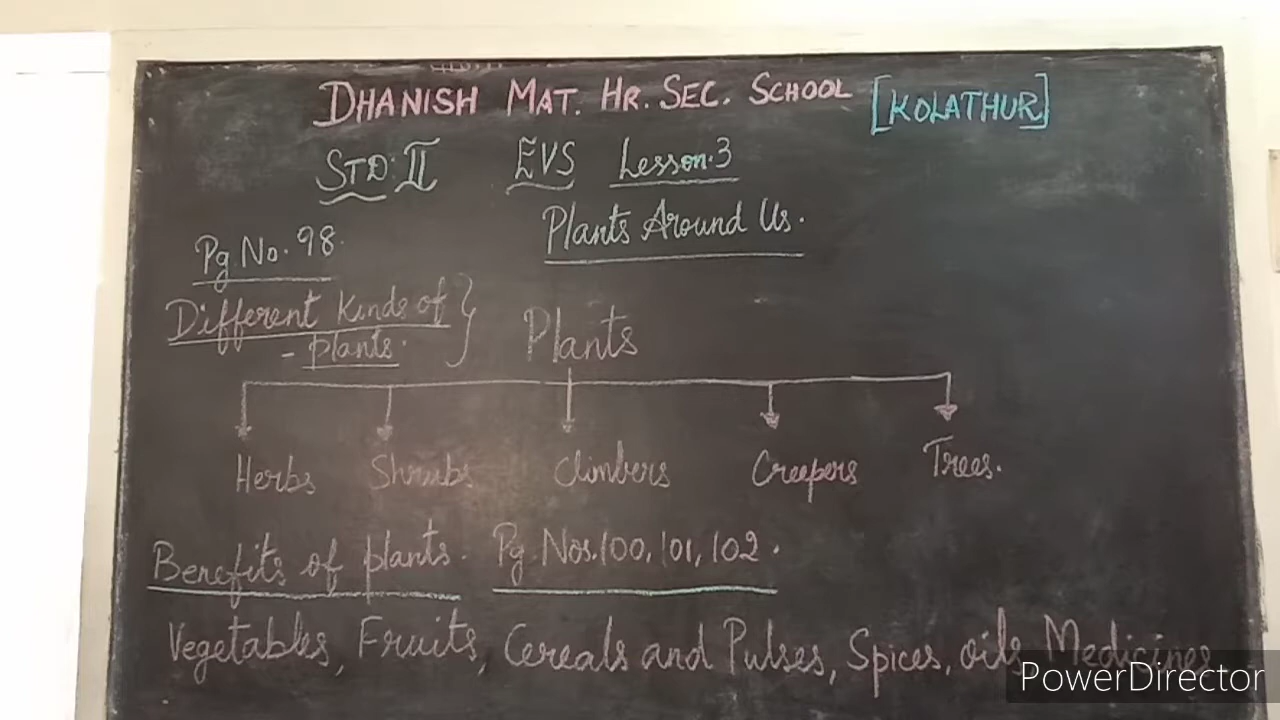 DHANISH MAT. HR. SEC. SCHOOL [KOLATHUR]
STD: II EVS Lesson.3
Plants Around Us.
Pg.No.98.
Different Kinds of
- plants.
Plants
Herbs Shrubs Climbers Creepers Trees.
Benefits of plants. Pg.Nos.100,101,102.
Vegetables, Fruits, Cereals and Pulses, Spices, oils, Medicines
PowerDirector